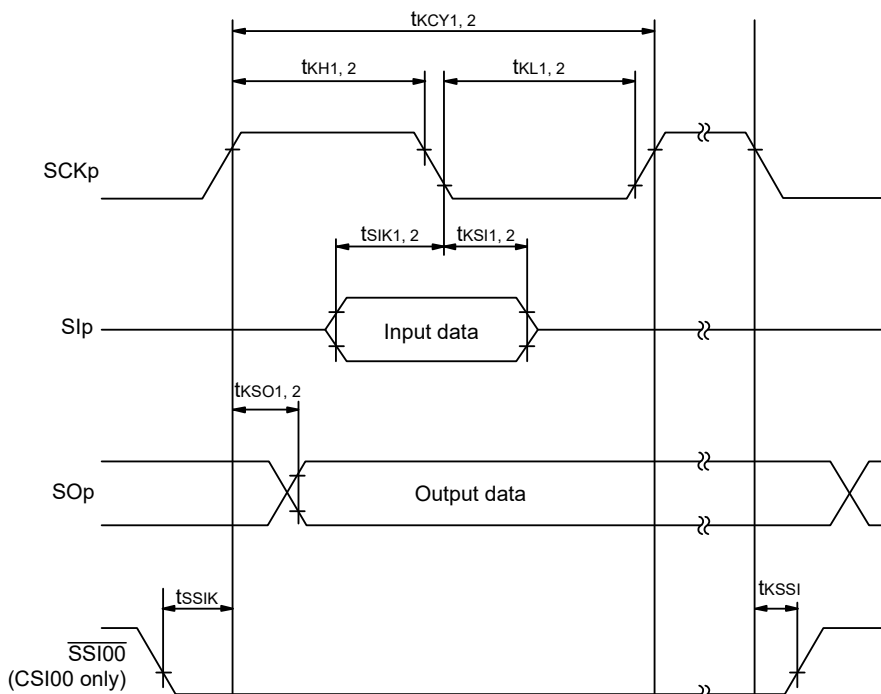 tKCY1, 2
tKH1, 2
tKL1, 2
SCKp
tSIK1, 2
tKSI1, 2
SIp
Input data
tKSO1, 2
SOp
Output data
tSSIK
tKSSI
SSI00
(CSI00 only)